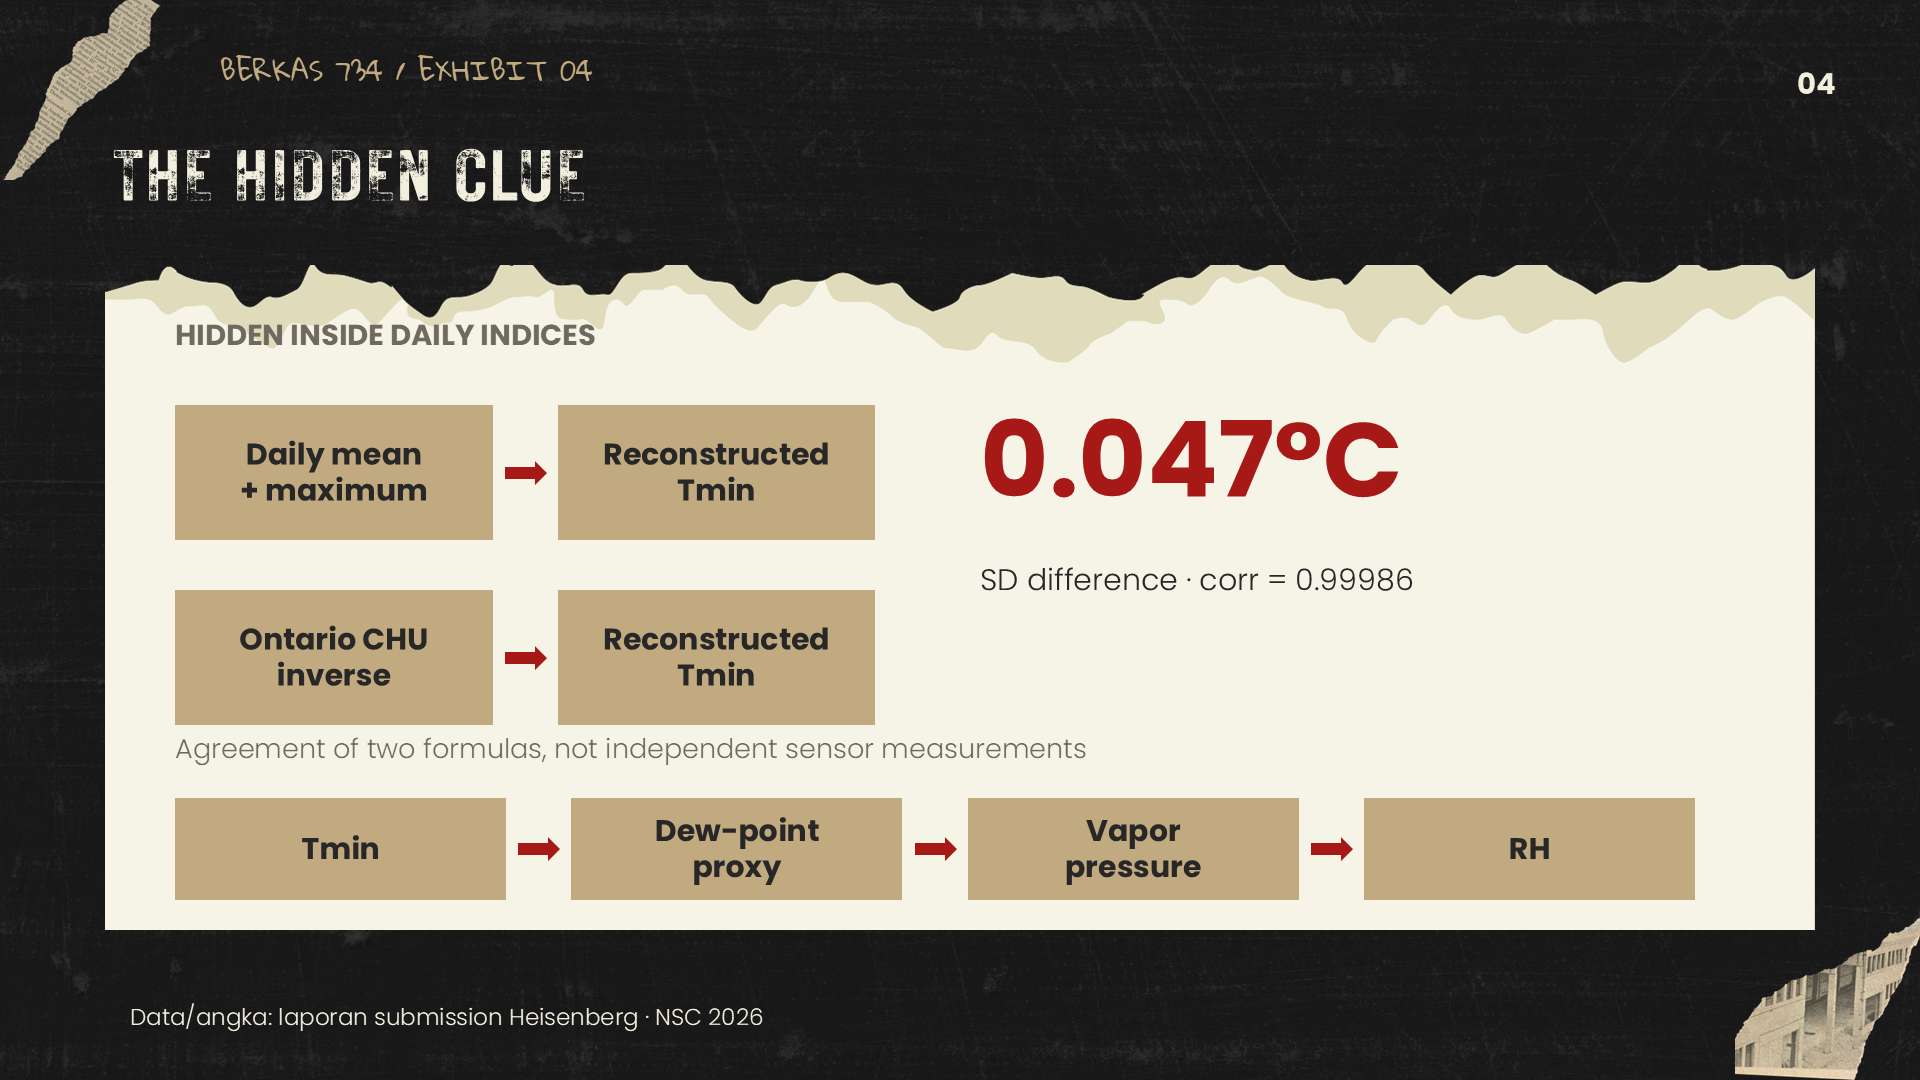 BERKAS 734 / EXHIBIT 04
04
THE HIDDEN CLUE
HIDDEN INSIDE DAILY INDICES
Daily mean
+ maximum
Reconstructed
Tmin
0.047°C
SD difference · corr = 0.99986
Ontario CHU
inverse
Reconstructed
Tmin
Agreement of two formulas, not independent sensor measurements
Tmin
Dew-point
proxy
Vapor
pressure
RH
Data/angka: laporan submission Heisenberg · NSC 2026